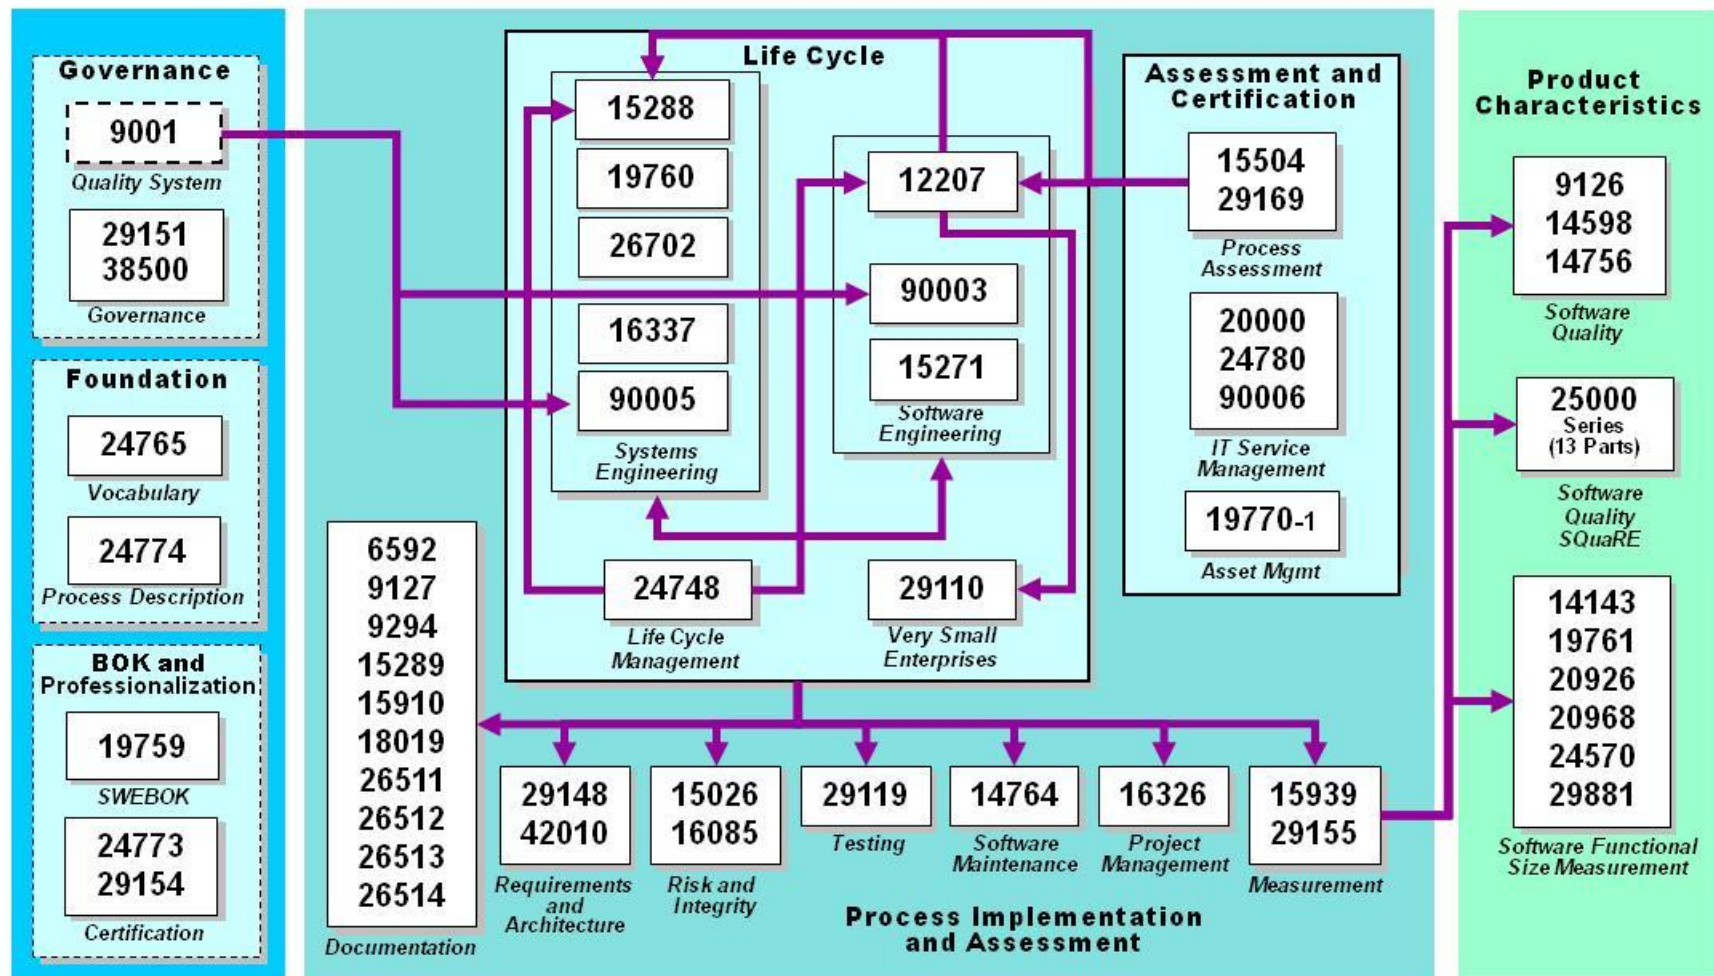 Governance
9001
Quality System
29151
38500
Governance
Foundation
24765
Vocabulary
24774
Process Description
BOK and
Professionalization
19759
SWEBOK
24773
29154
Certification
Life Cycle
15288
19760
26702
16337
90005
Systems
Engineering
12207
90003
15271
Software
Engineering
24748
Life Cycle
Management
29110
Very Small
Enterprises
Assessment and
Certification
15504
29169
Process
Assessment
20000
24780
90006
IT Service
Management
19770-1
Asset Mgmt
6592
9127
9294
15289
15910
18019
26511
26512
26513
26514
Documentation
29148
42010
Requirements
and
Architecture
15026
16085
Risk and
Integrity
29119
Testing
14764
Software
Maintenance
16326
Project
Management
15939
29155
Measurement
Process Implementation
and Assessment
Product
Characteristics
9126
14598
14756
Software
Quality
25000
Series
(13 Parts)
Software
Quality
SQuaRE
14143
19761
20926
20968
24570
29881
Software Functional
Size Measurement